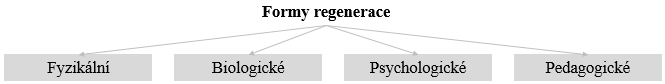 Formy regenerace
Fyzikální
Biologické
Psychologické
Pedagogické